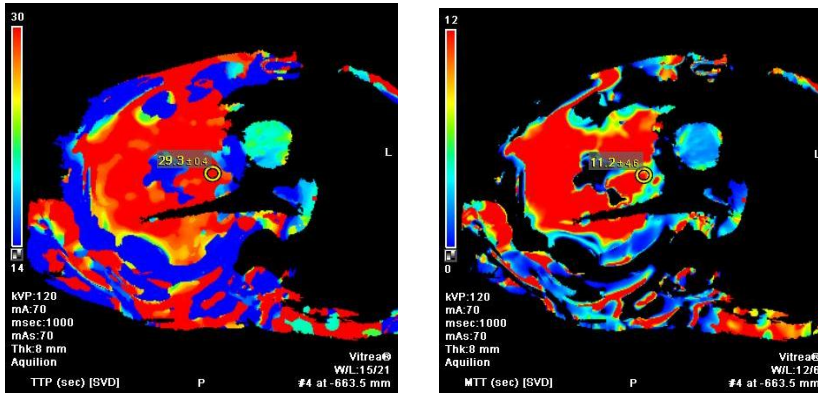 30
29.3±0.4
L
14
kVP:120
mA:70
msec:1000
mAs:70
Thk:8 mm
Aquilion
Vitrea®
W/L:15/21
TTP (sec) [SVD]
P
#4 at -663.5 mm
12
11.2±4.6
L
0
kVP:120
mA:70
msec:1000
mAs:70
Thk:8 mm
Aquilion
Vitrea®
W/L:12/6
MTT (sec) [SVD]
P
#4 at -663.5 mm